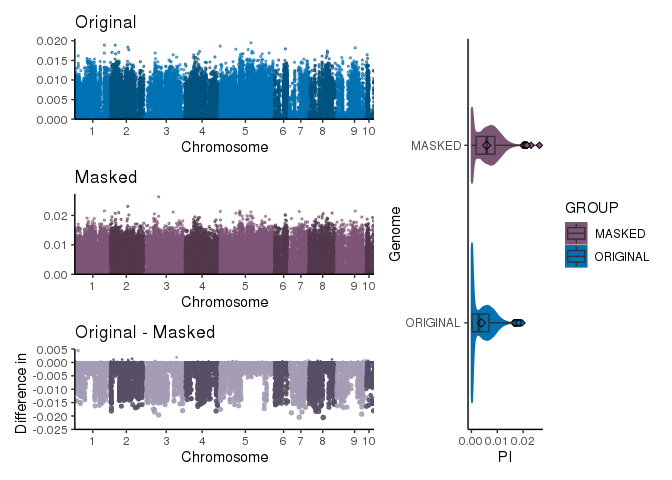 Original
0.020
0.015
0.010
0.005
0.000
1 2 3 4 5 6 7 8 9 10
Chromosome
Masked
0.02
0.01
0.00
1 2 3 4 5 6 7 8 9 10
Chromosome
Original - Masked
Difference in
0.005
0.000
-0.005
-0.010
-0.015
-0.020
-0.025
1 2 3 4 5 6 7 8 9 10
Chromosome
Genome
MASKED
ORIGINAL
0.00 0.01 0.02
PI
GROUP
MASKED
ORIGINAL